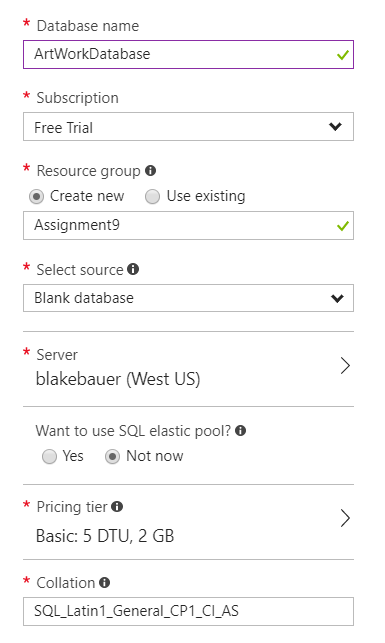 * Database name
ArtWorkDatabase
* Subscription
Free Trial
* Resource group
Create new Use existing
Assignment9
* Select source
Blank database
* Server
blakebauer (West US)
Want to use SQL elastic pool?
Yes Not now
* Pricing tier
Basic: 5 DTU, 2 GB
* Collation
SQL_Latin1_General_CP1_CI_AS